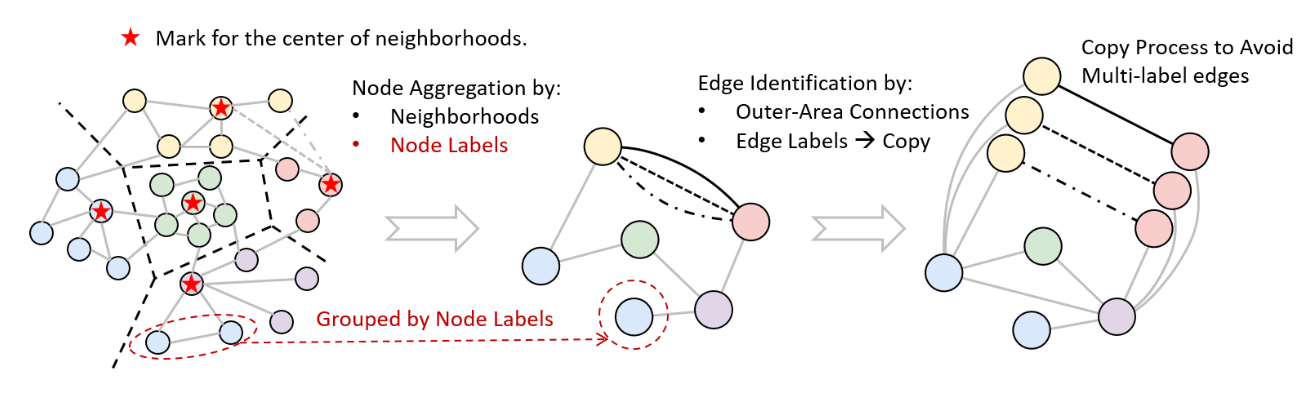 Mark for the center of neighborhoods.
Node Aggregation by:
• Neighborhoods
• Node Labels
Edge Identification by:
• Outer-Area Connections
• Edge Labels → Copy
Copy Process to Avoid
Multi-label edges
Grouped by Node Labels